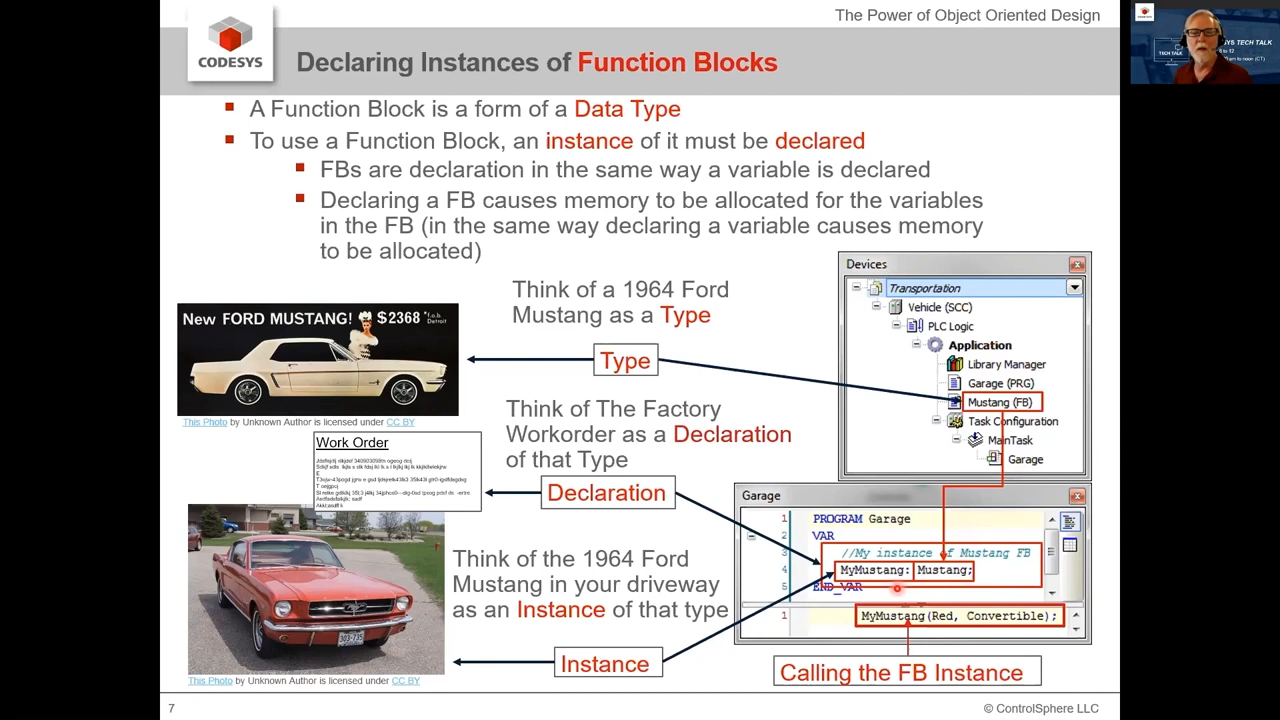 The Power of Object Oriented Design
CODESYS
Declaring Instances of Function Blocks
A Function Block is a form of a Data Type
To use a Function Block, an instance of it must be declared
FBs are declaration in the same way a variable is declared
Declaring a FB causes memory to be allocated for the variables
in the FB (in the same way declaring a variable causes memory
to be allocated)
Think of a 1964 Ford
Mustang as a Type
New FORD MUSTANG! $2368 *f.o.b.
Detroit
Type
This Photo by Unknown Author is licensed under CC BY
Think of The Factory
Workorder as a Declaration
of that Type
Work Order
Declaration
Think of the 1964 Ford
Mustang in your driveway
as an Instance of that type
Instance
This Photo by Unknown Author is licensed under CC BY
Devices
Transportation
Vehicle (SCC)
PLC Logic
Application
Library Manager
Garage (PRG)
Mustang (FB)
Task Configuration
MainTask
Garage
Garage
1 PROGRAM Garage
2 VAR
3 //My instance of Mustang FB
4 MyMustang: Mustang;
5 END_VAR
1 MyMustang(Red, Convertible);
Calling the FB Instance
7
© ControlSphere LLC
TECH TALK
SYS TECH TALK